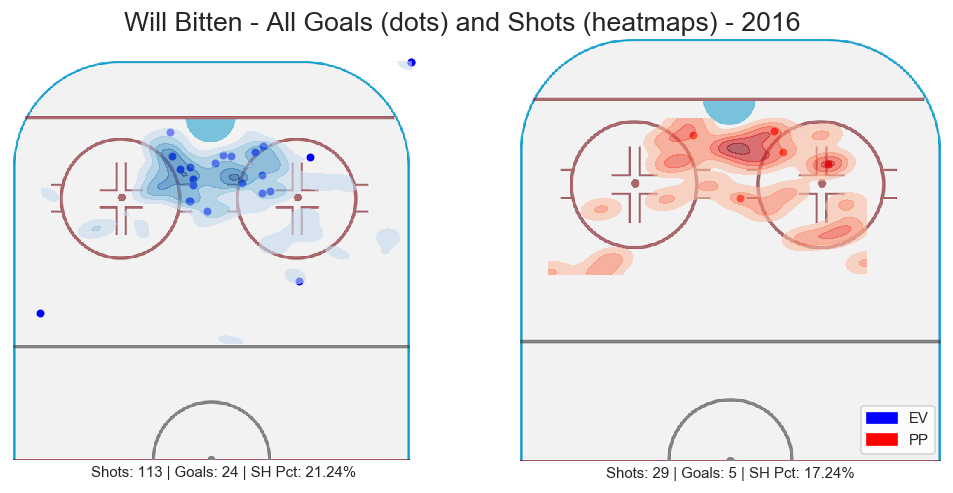 Will Bitten - All Goals (dots) and Shots (heatmaps) - 2016
EV
PP
Shots: 113 | Goals: 24 | SH Pct: 21.24%
Shots: 29 | Goals: 5 | SH Pct: 17.24%